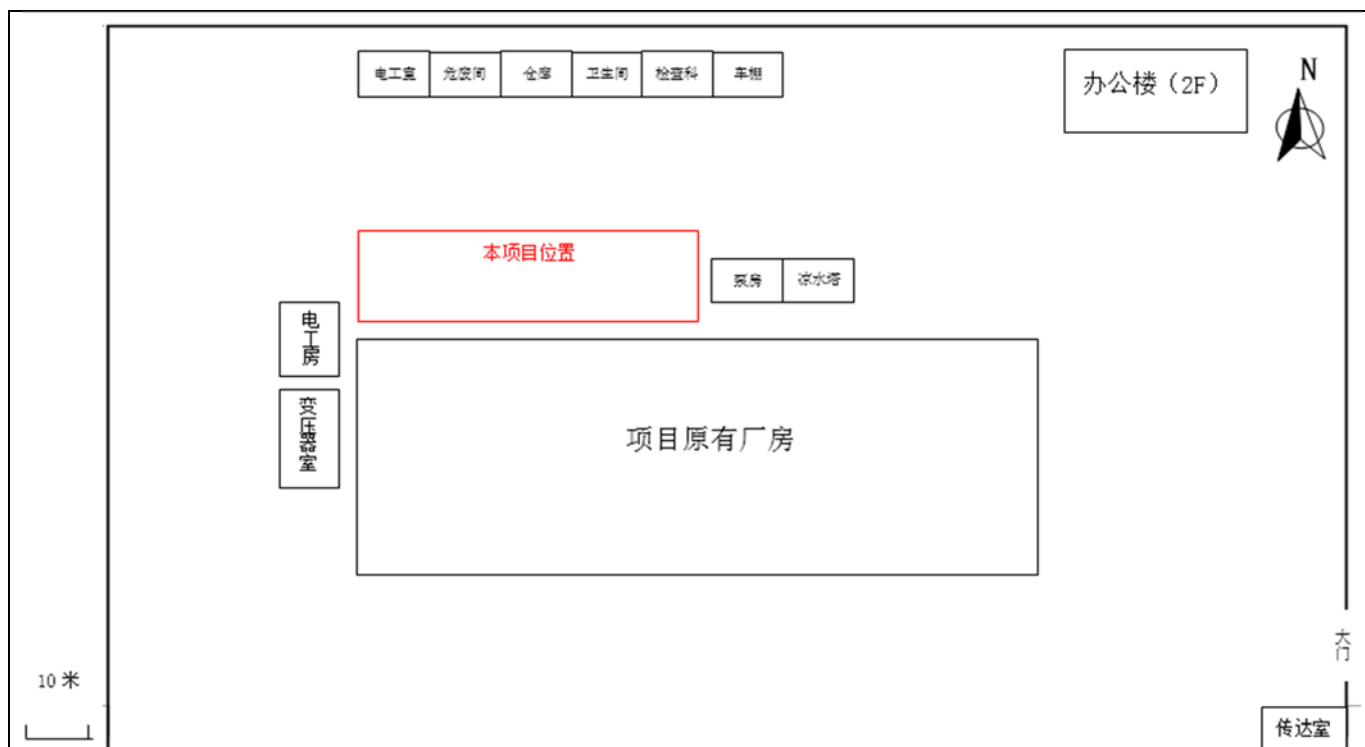 电工室 危废间 仓库 卫生间 检查科 车棚
办公楼（2F）
N
本项目位置
泵房 凉水塔
电工房
变压器室
项目原有厂房
大门
10 米
传达室